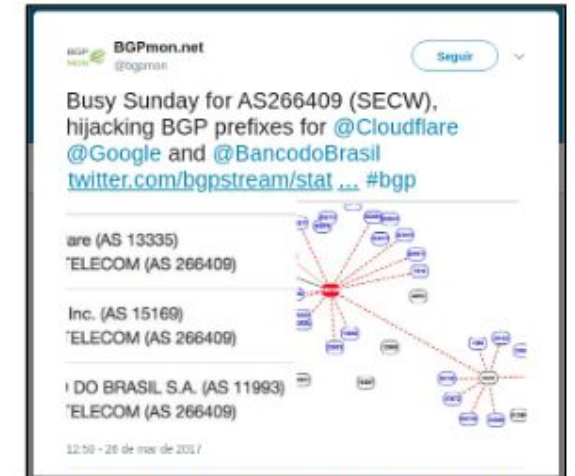 BGPmon.net
@bgpmon
Seguir
Busy Sunday for AS266409 (SECW),
hijacking BGP prefixes for @Cloudflare
@Google and @BancodoBrasil
twitter.com/bgpstream/stat ... #bgp
are (AS 13335)
TELECOM (AS 266409)
Inc. (AS 15169)
TELECOM (AS 266409)
DO BRASIL S.A. (AS 11993)
TELECOM (AS 266409)
12:50 - 26 de mar de 2017